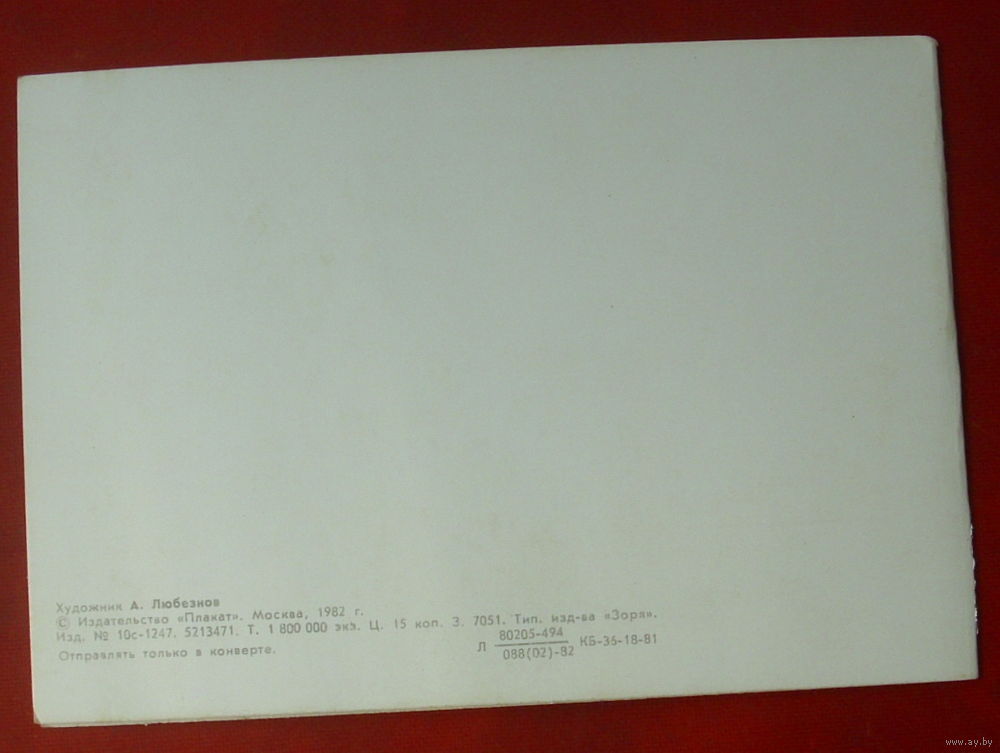 Художник А. Любезнов
© Издательство «Плакат». Москва, 1982 г.
Изд. № 10с-1247. 5213471. Т. 1 800 000 экз. Ц. 15 коп. З. 7051. Тип. изд-ва «Зоря».
Отправлять только в конверте.
Л 80205-494 КБ-36-18-81
088(02)-82
www.ay.by